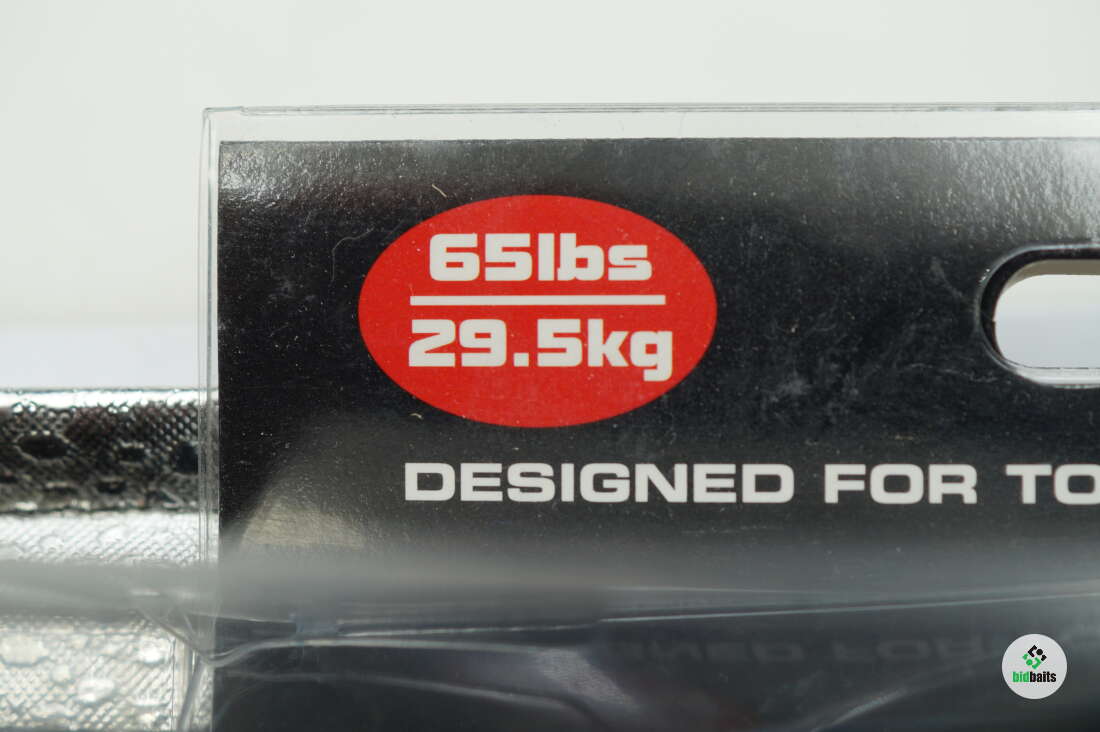 65lbs
29.5kg
DESIGNED FOR TO
bidbaits